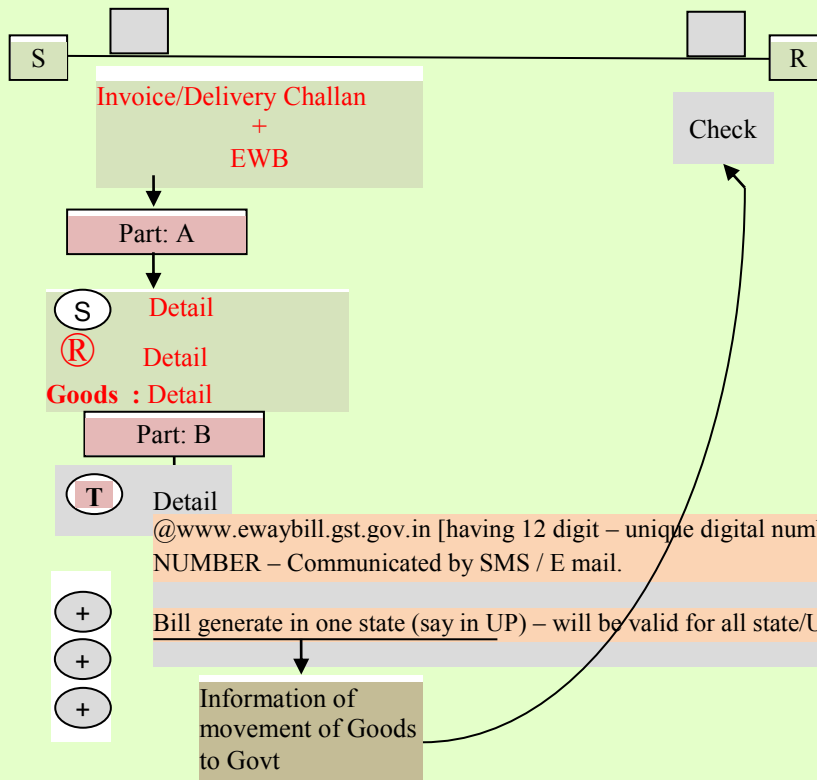 S
R
Invoice/Delivery Challan
+
EWB
Check
Part: A
S Detail
® Detail
Goods : Detail
Part: B
T Detail
@www.ewaybill.gst.gov.in [having 12 digit – unique digital
NUMBER – Communicated by SMS / E mail.
+
Bill generate in one state (say in UP) – will be valid for all
+
+
Information of
movement of Goods
to Govt